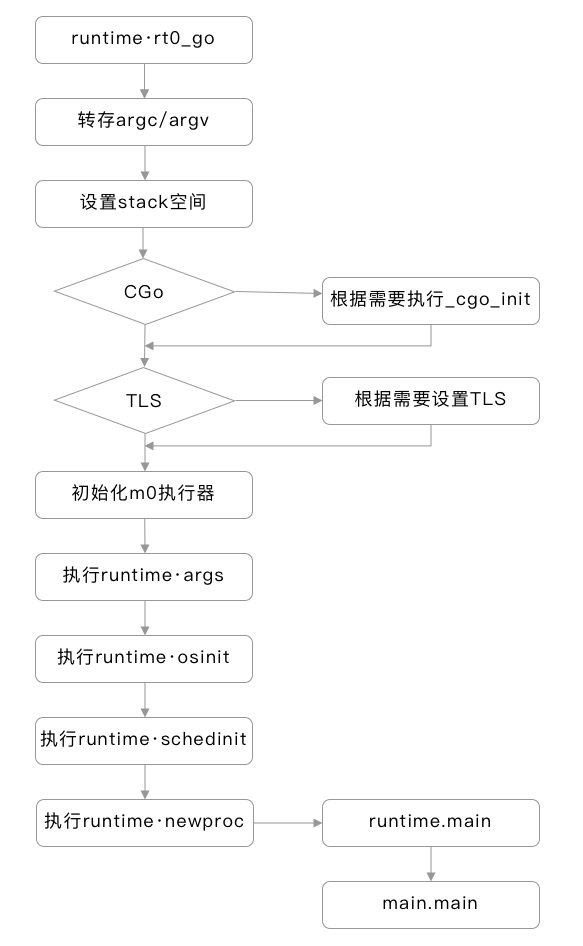 runtime·rt0_go
转存argc/argv
设置stack空间
CGo
根据需要执行_cgo_init
TLS
根据需要设置TLS
初始化m0执行器
执行runtime·args
执行runtime·osinit
执行runtime·schedinit
执行runtime·newproc
runtime.main
main.main